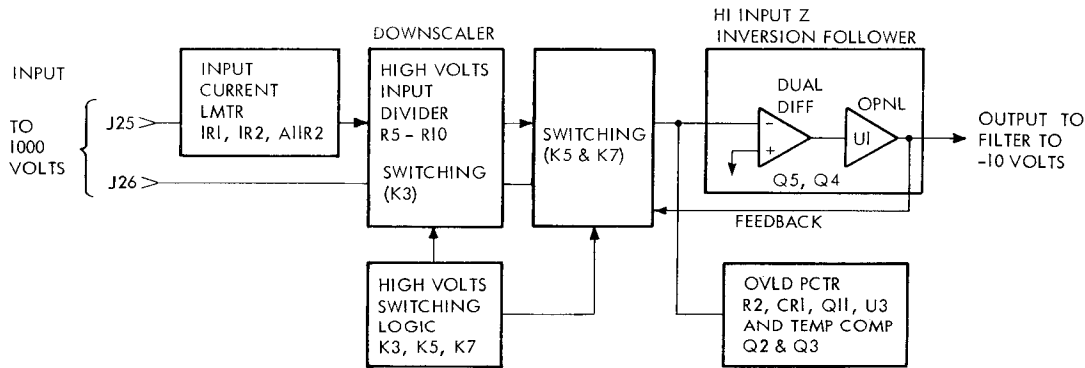 INPUT
TO
1000
VOLTS
J25
J26
INPUT
CURRENT
LMTR
IR1, IR2, A11R2
DOWNSCALER
HIGH VOLTS
INPUT
DIVIDER
R5 - R10
SWITCHING
(K3)
HIGH VOLTS
SWITCHING
LOGIC
K3, K5, K7
SWITCHING
(K5 & K7)
HI INPUT Z
INVERSION FOLLOWER
DUAL
DIFF
-
+
Q5, Q4
OPNL
U1
FEEDBACK
OUTPUT TO
FILTER TO
-10 VOLTS
OVLD PCTR
R2, CR1, Q11, U3
AND TEMP COMP
Q2 & Q3